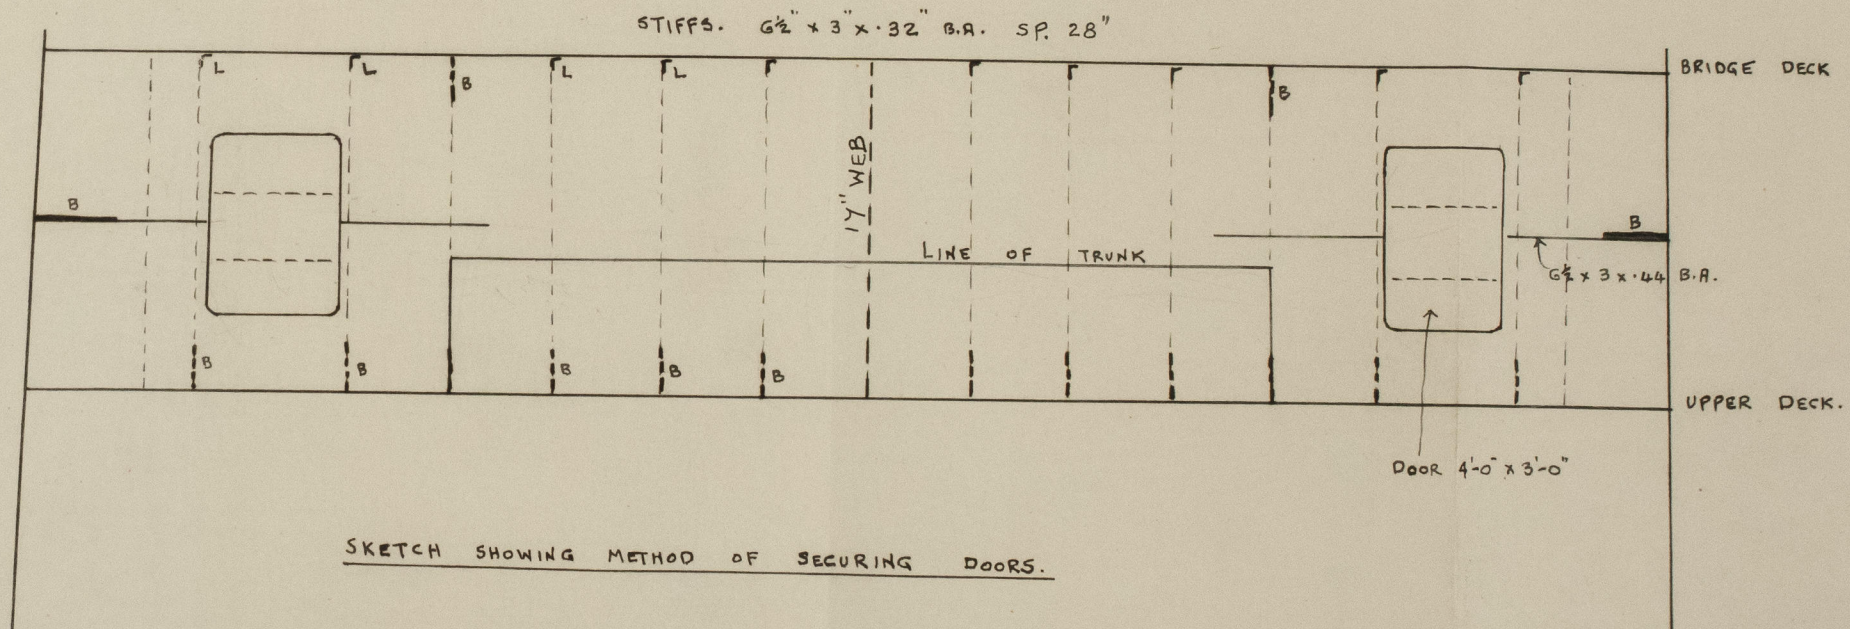 STIFFS. 6½" x 3" x .32" B.A. SP. 28"
BRIDGE DECK
L L B L L B
17" WEB
B
B
LINE OF TRUNK
6½ x 3 x .44 B.A.
B B B B B
UPPER DECK.
DOOR 4'-0" x 3'-0"
SKETCH SHOWING METHOD OF SECURING DOORS.